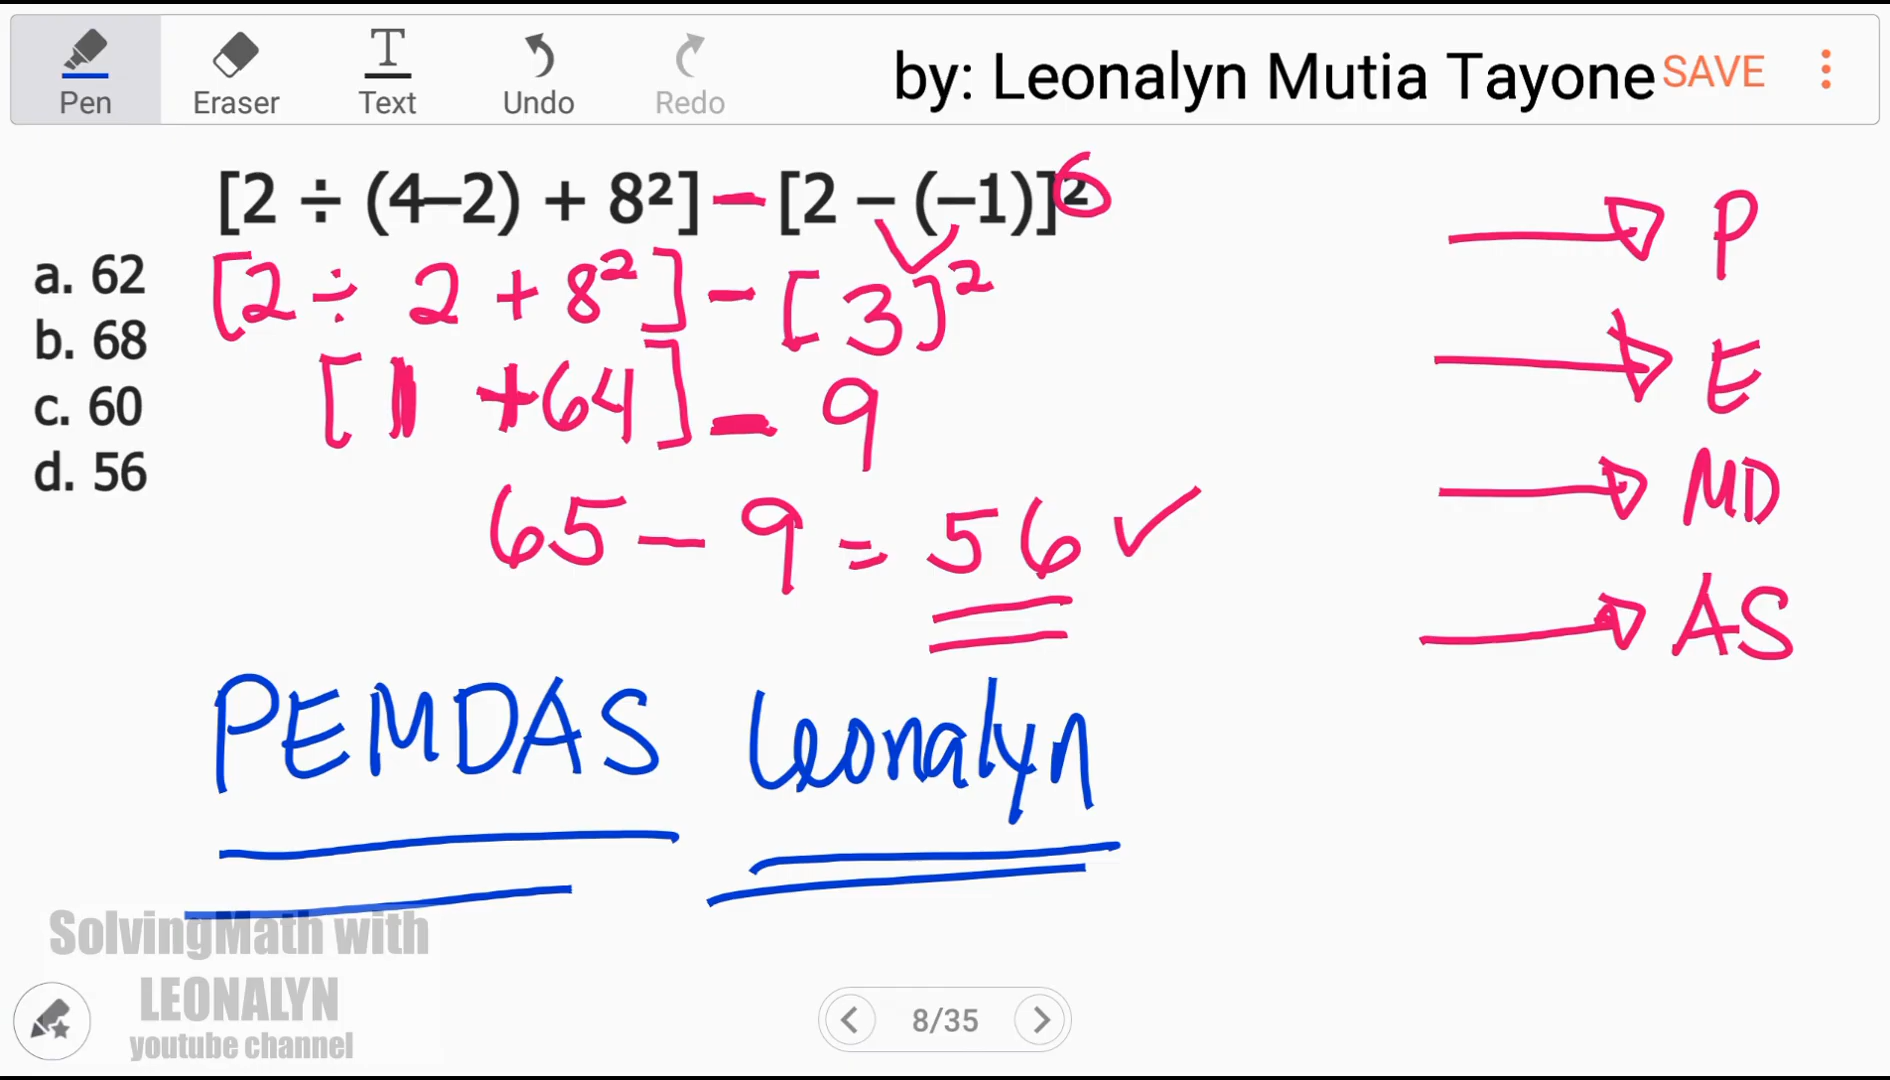 Pen Eraser Text Undo Redo by: Leonalyn Mutia Tayone SAVE
[2 ÷ (4–2) + 8²] – [2 – (–1)]²
[2 ÷ 2 + 8²] – [3]²
[1 + 64] – 9
65 – 9 = 56 ✓
a. 62
b. 68
c. 60
d. 56
P
E
MD
AS
PEMDAS Leonalyn
SolvingMath with
LEONALYN
youtube channel
8/35